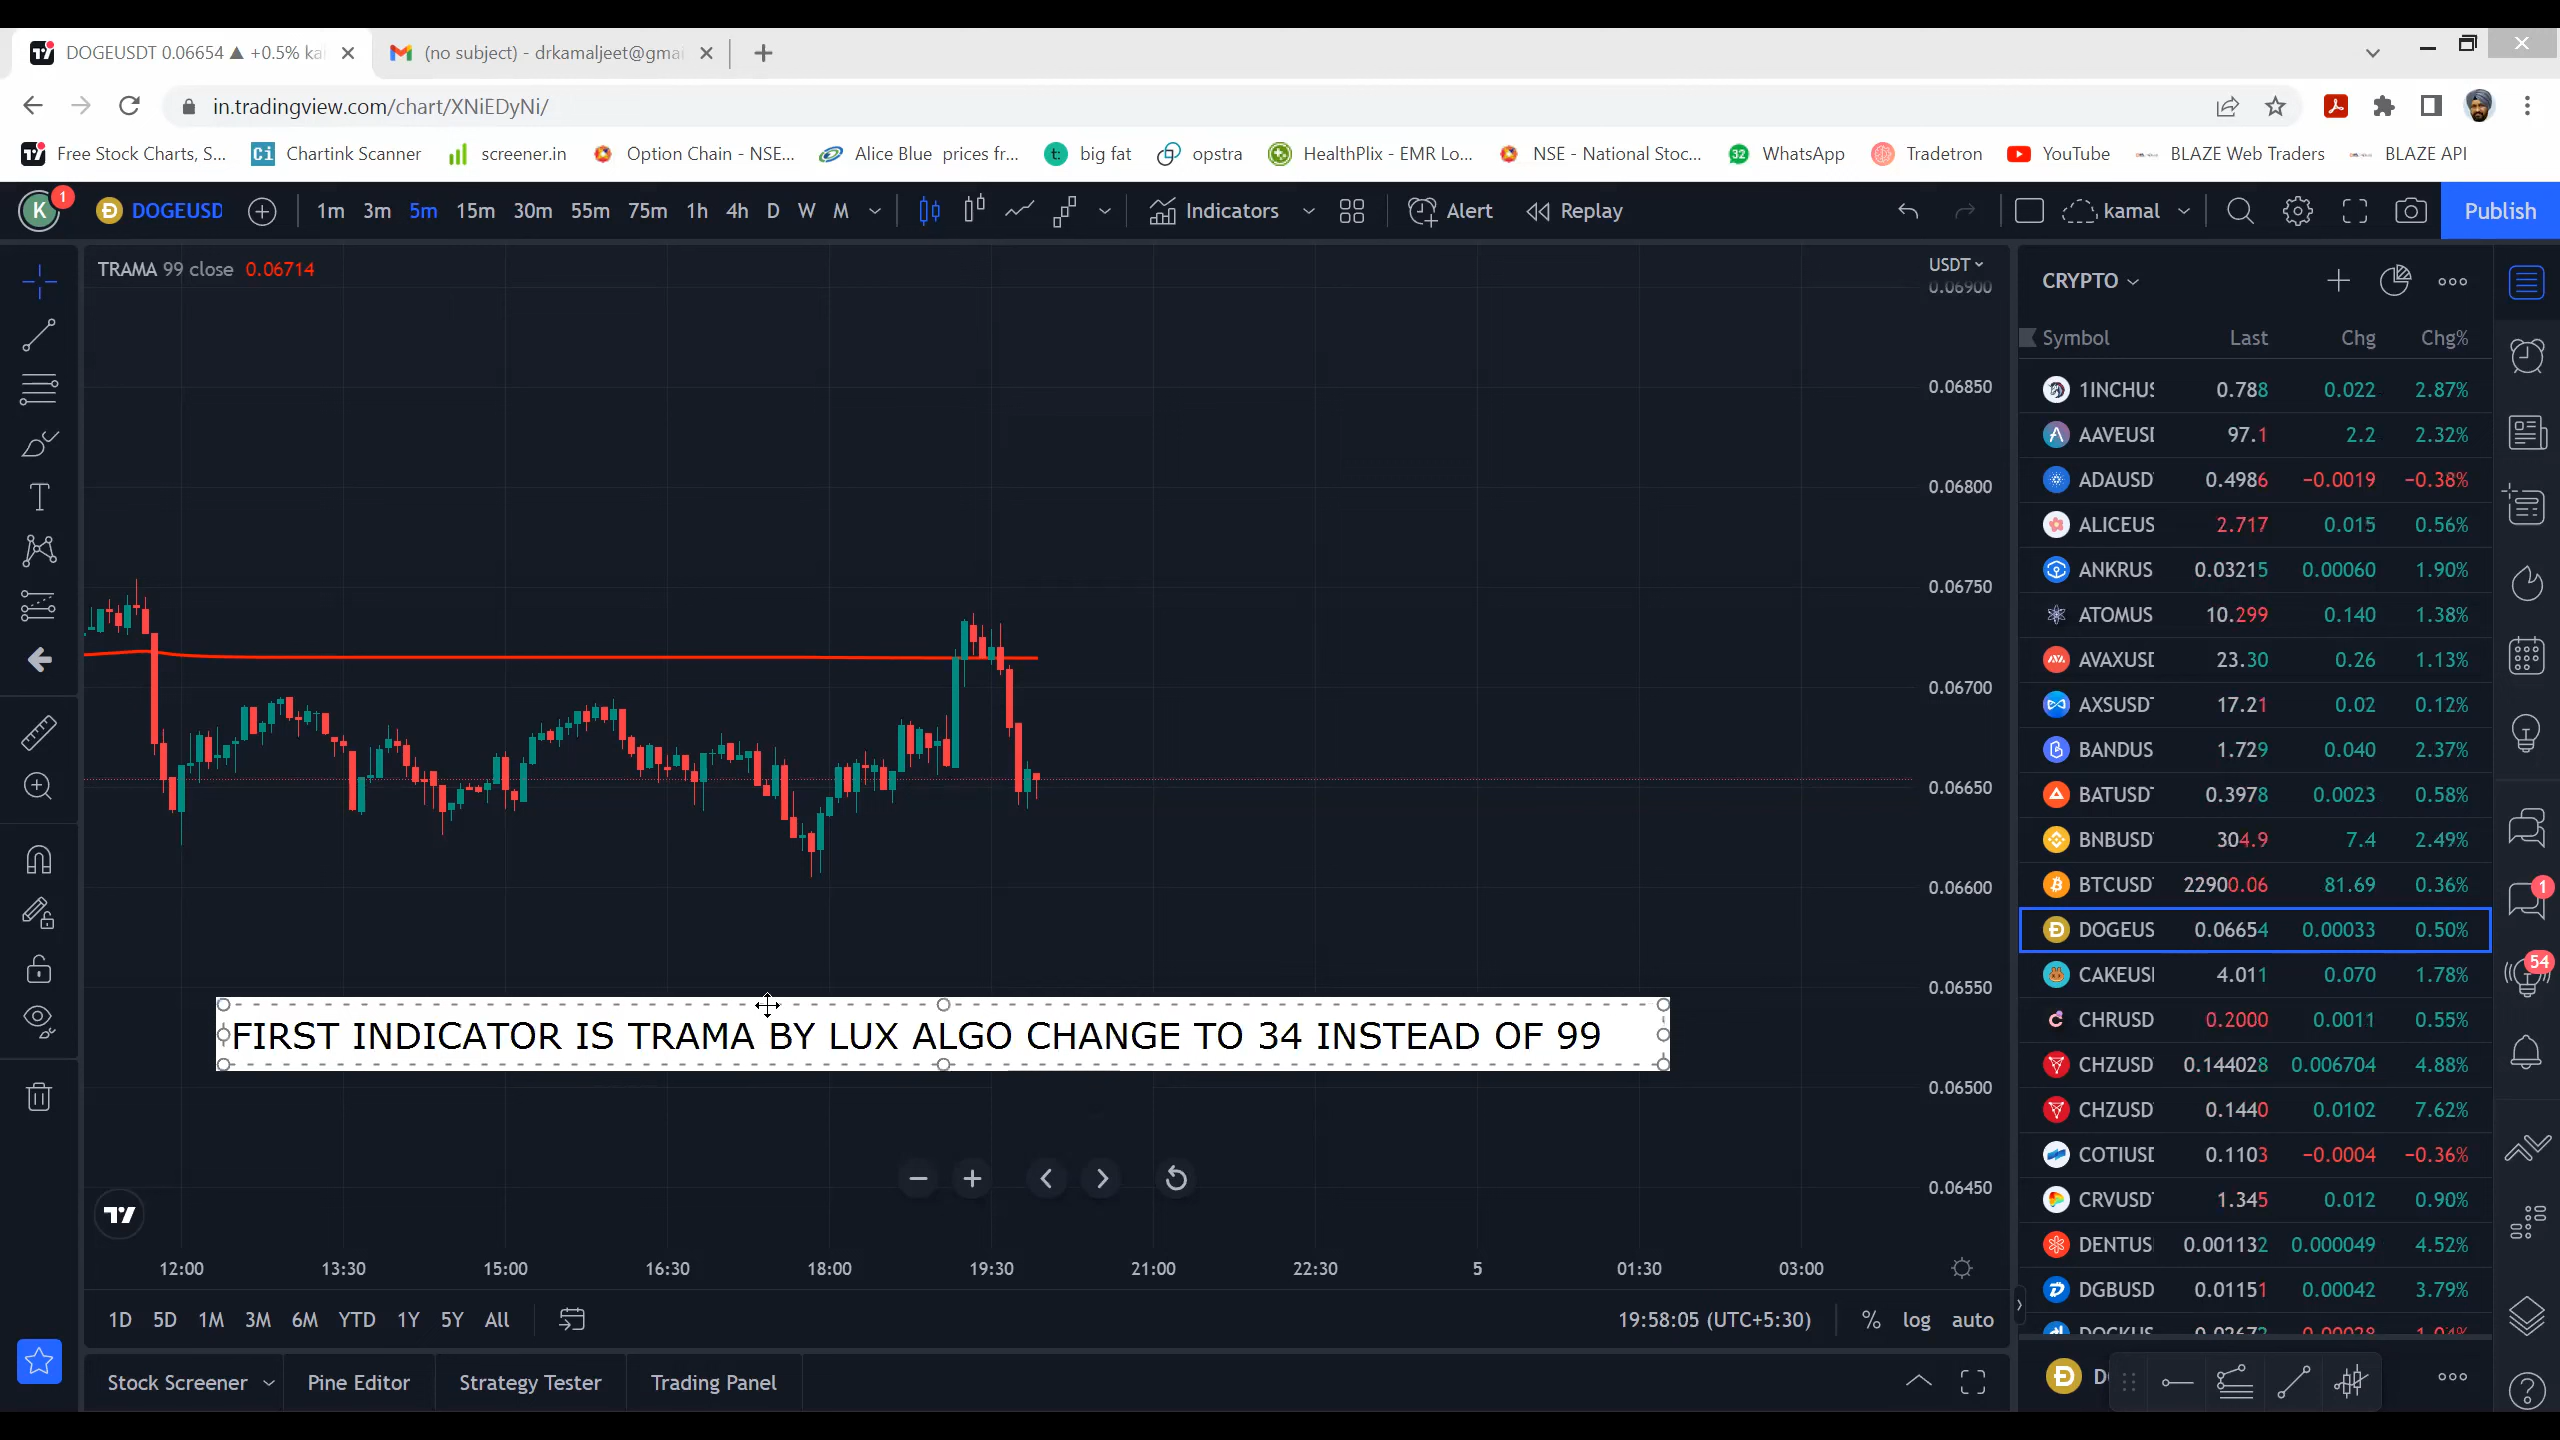 DOGEUSDT 0.06654 ▲ +0.5% ka
(no subject) - drkamaljeet@gma
in.tradingview.com/chart/XNiEDyNi/
Free Stock Charts, S...
Chartink Scanner
screener.in
Option Chain - NSE...
Alice Blue prices fr...
big fat
opstra
HealthPlix - EMR Lo...
NSE - National Stoc...
32
WhatsApp
Tradetron
YouTube
BLAZE Web Traders
BLAZE API
K 1
DOGEUSD
1m 3m 5m 15m 30m 55m 75m 1h 4h D W M
Indicators
Alert
Replay
kamal
Publish
TRAMA 99 close 0.06714
USDT
0.06900
0.06850
0.06800
0.06750
0.06700
0.06650
0.06600
0.06550
0.06500
0.06450
FIRST INDICATOR IS TRAMA BY LUX ALGO CHANGE TO 34 INSTEAD OF 99
12:00 13:30 15:00 16:30 18:00 19:30 21:00 22:30 5 01:30 03:00
1D 5D 1M 3M 6M YTD 1Y 5Y All
19:58:05 (UTC+5:30)
% log auto
Stock Screener
Pine Editor
Strategy Tester
Trading Panel
CRYPTO
Symbol Last Chg Chg%
1INCHUS 0.788 0.022 2.87%
AAVEUSD 97.1 2.2 2.32%
ADAUSD 0.4986 −0.0019 −0.38%
ALICEUS 2.717 0.015 0.56%
ANKRUS 0.03215 0.00060 1.90%
ATOMUS 10.299 0.140 1.38%
AVAXUSD 23.30 0.26 1.13%
AXSUSD 17.21 0.02 0.12%
BANDUS 1.729 0.040 2.37%
BATUSD 0.3978 0.0023 0.58%
BNBUSD 304.9 7.4 2.49%
BTCUSD 22900.06 81.69 0.36%
DOGEUS 0.06654 0.00033 0.50%
CAKEUS 4.011 0.070 1.78%
CHRUSD 0.2000 0.0011 0.55%
CHZUSD 0.144028 0.006704 4.88%
CHZUSD 0.1440 0.0102 7.62%
COTIUSD 0.1103 −0.0004 −0.36%
CRVUSD 1.345 0.012 0.90%
DENTUS 0.001132 0.000049 4.52%
DGBUSD 0.01151 0.00042 3.79%
1
54